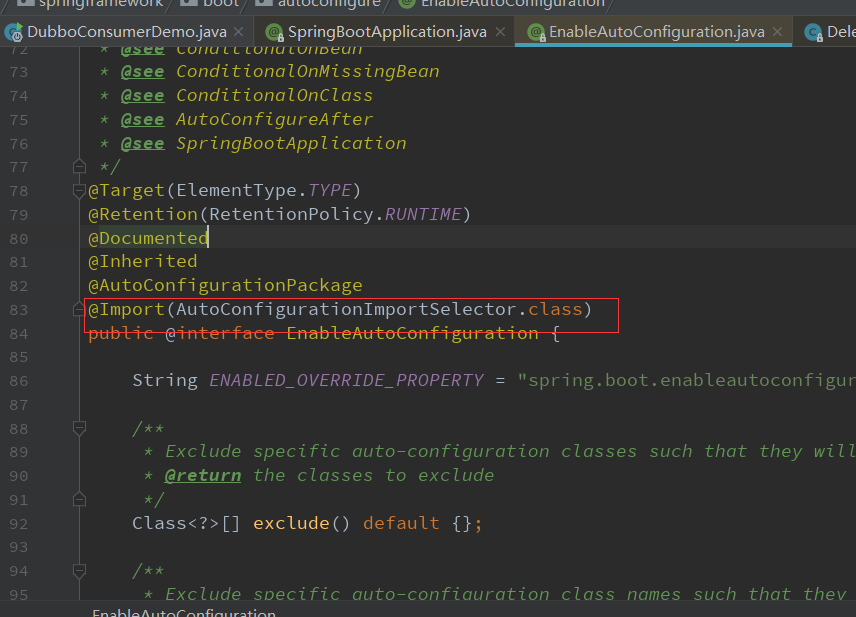 springframework boot autoconfigure EnableAutoConfiguration
DubboConsumerDemo.java × SpringBootApplication.java × EnableAutoConfiguration.java × Dele
72 * @see ConditionalOnBean
73 * @see ConditionalOnMissingBean
74 * @see ConditionalOnClass
75 * @see AutoConfigureAfter
76 * @see SpringBootApplication
77 */
78 @Target(ElementType.TYPE)
79 @Retention(RetentionPolicy.RUNTIME)
80 @Documented
81 @Inherited
82 @AutoConfigurationPackage
83 @Import(AutoConfigurationImportSelector.class)
84 public @interface EnableAutoConfiguration {
85
86 String ENABLED_OVERRIDE_PROPERTY = "spring.boot.enableautoconfigur
87
88 /**
89 * Exclude specific auto-configuration classes such that they will
90 * @return the classes to exclude
91 */
92 Class<?>[] exclude() default {};
93
94 /**
95 * Exclude specific auto-configuration class names such that they
EnableAutoConfiguration